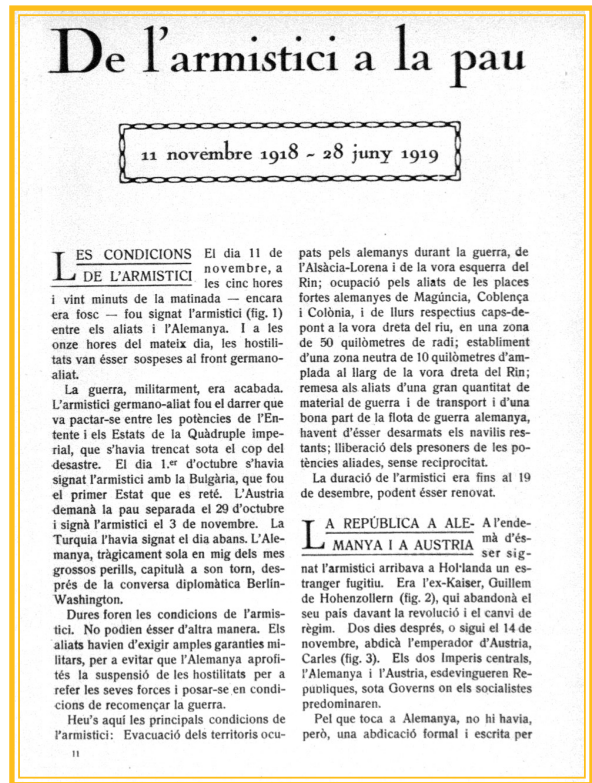 De l'armistici a la pau
11 novembre 1918 - 28 juny 1919
LES CONDICIONS
DE L'ARMISTICI
El dia 11 de
novembre, a
les cinc hores
i vint minuts de la matinada — encara
era fosc — fou signat l'armistici (fig. 1)
entre els aliats i l'Alemanya. I a les
onze hores del mateix dia, les hostili-
tats van ésser sospeses al front germano-
aliat.
La guerra, militarment, era acabada.
L'armistici germano-aliat fou el darrer que
va pactar-se entre les potències de l'En-
tente i els Estats de la Quàdruple impe-
rial, que s'havia trencat sota el cop del
desastre. El dia 1.er d'octubre s'havia
signat l'armistici amb la Bulgària, que fou
el primer Estat que es reté. L'Austria
demanà la pau separada el 29 d'octubre
i signà l'armistici el 3 de novembre. La
Turquia l'havia signat el dia abans. L'Ale-
manya, tràgicament sola en mig dels mes
grossos perills, capitulà a son torn, des-
prés de la conversa diplomàtica Berlín-
Washington.
Dures foren les condicions de l'armis-
tici. No podien ésser d'altra manera. Els
aliats havien d'exigir amples garanties mi-
litars, per a evitar que l'Alemanya aprofi-
tés la suspensió de les hostilitats per a
refer les seves forces i posar-se en condi-
cions de recomençar la guerra.
Heu's aquí les principals condicions de
l'armistici: Evacuació dels territoris ocu-
11
pats pels alemanys durant la guerra, de
l'Alsàcia-Lorena i de la vora esquerra del
Rin; ocupació pels aliats de les places
fortes alemanyes de Magúncia, Coblença
i Colònia, i de llurs respectius caps-de-
pont a la vora dreta del riu, en una zona
de 50 quilòmetres de radi; establiment
d'una zona neutra de 10 quilòmetres d'am-
plada al llarg de la vora dreta del Rin;
remesa als aliats d'una gran quantitat de
material de guerra i de transport i d'una
bona part de la flota de guerra alemanya,
havent d'ésser desarmats els navilis res-
tants; lliberació dels presoners de les po-
tències aliades, sense reciprocitat.
La duració de l'armistici era fins al 19
de desembre, podent ésser renovat.
LA REPÚBLICA A ALE-
MANYA I A AUSTRIA
A l'ende-
mà d'és-
ser sig-
nat l'armistici arribava a Hol·landa un es-
tranger fugitiu. Era l'ex-Kaiser, Guillem
de Hohenzollern (fig. 2), qui abandonà el
seu país davant la revolució i el canvi de
règim. Dos dies després, o sigui el 14 de
novembre, abdicà l'emperador d'Austria,
Carles (fig. 3). Els dos Imperis centrals,
l'Alemanya i l'Austria, esdevingueren Re-
públiques, sota Governs on els socialistes
predominaren.
Pel que toca a Alemanya, no hi havia,
però, una abdicació formal i escrita per